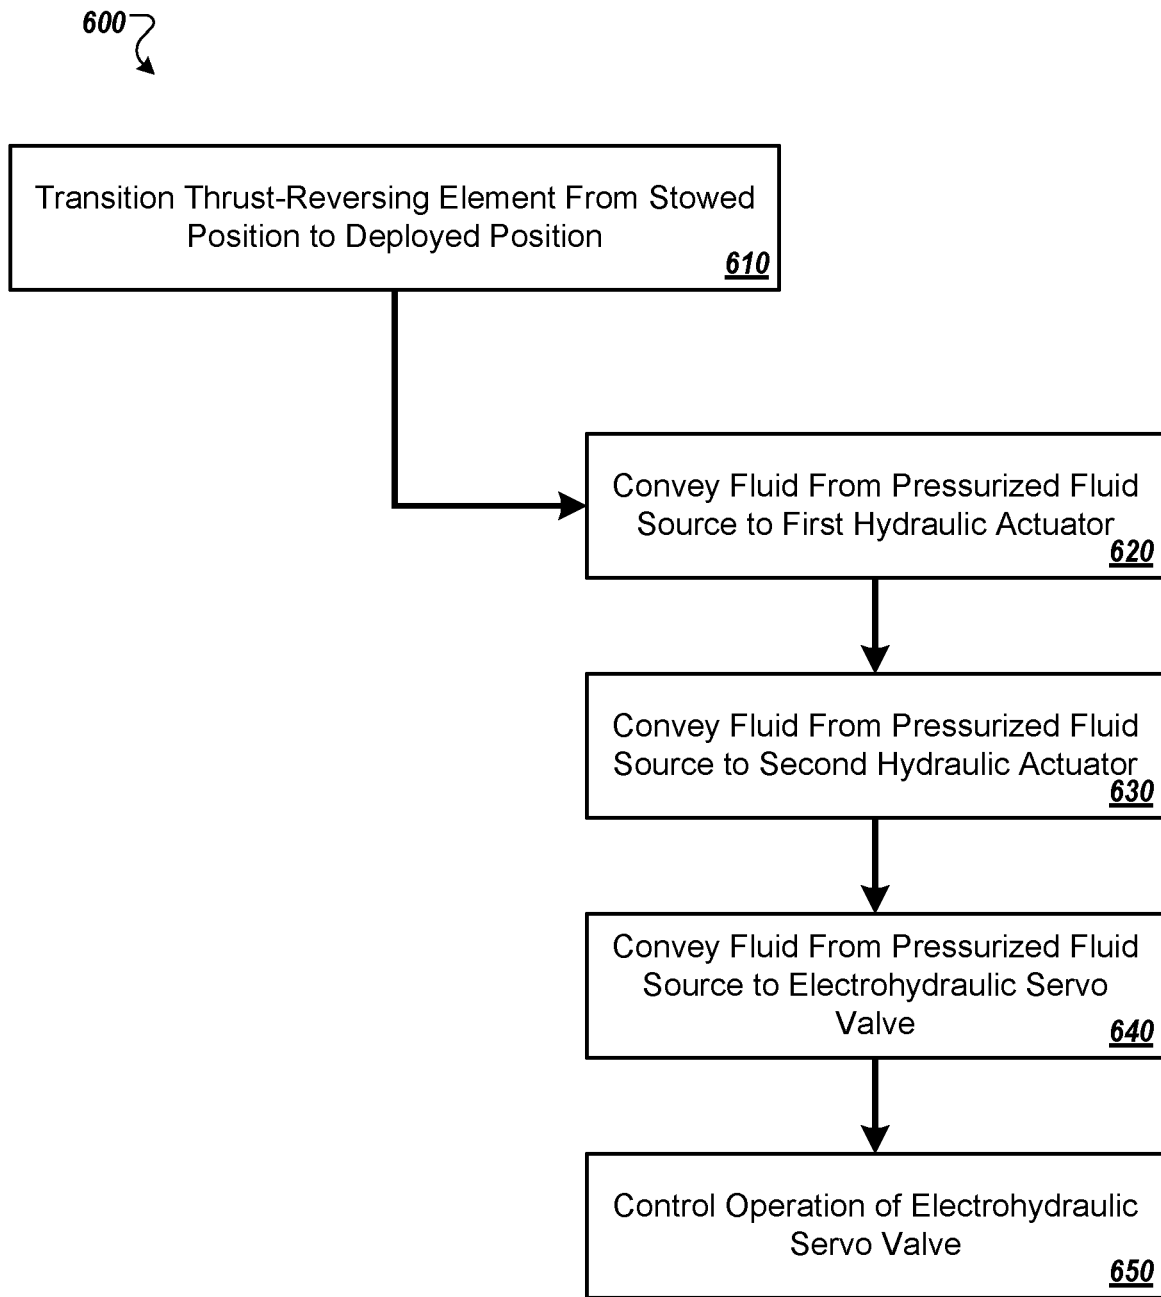 600
Transition Thrust-Reversing Element From Stowed
Position to Deployed Position
610
Convey Fluid From Pressurized Fluid
Source to First Hydraulic Actuator
620
Convey Fluid From Pressurized Fluid
Source to Second Hydraulic Actuator
630
Convey Fluid From Pressurized Fluid
Source to Electrohydraulic Servo
Valve
640
Control Operation of Electrohydraulic
Servo Valve
650